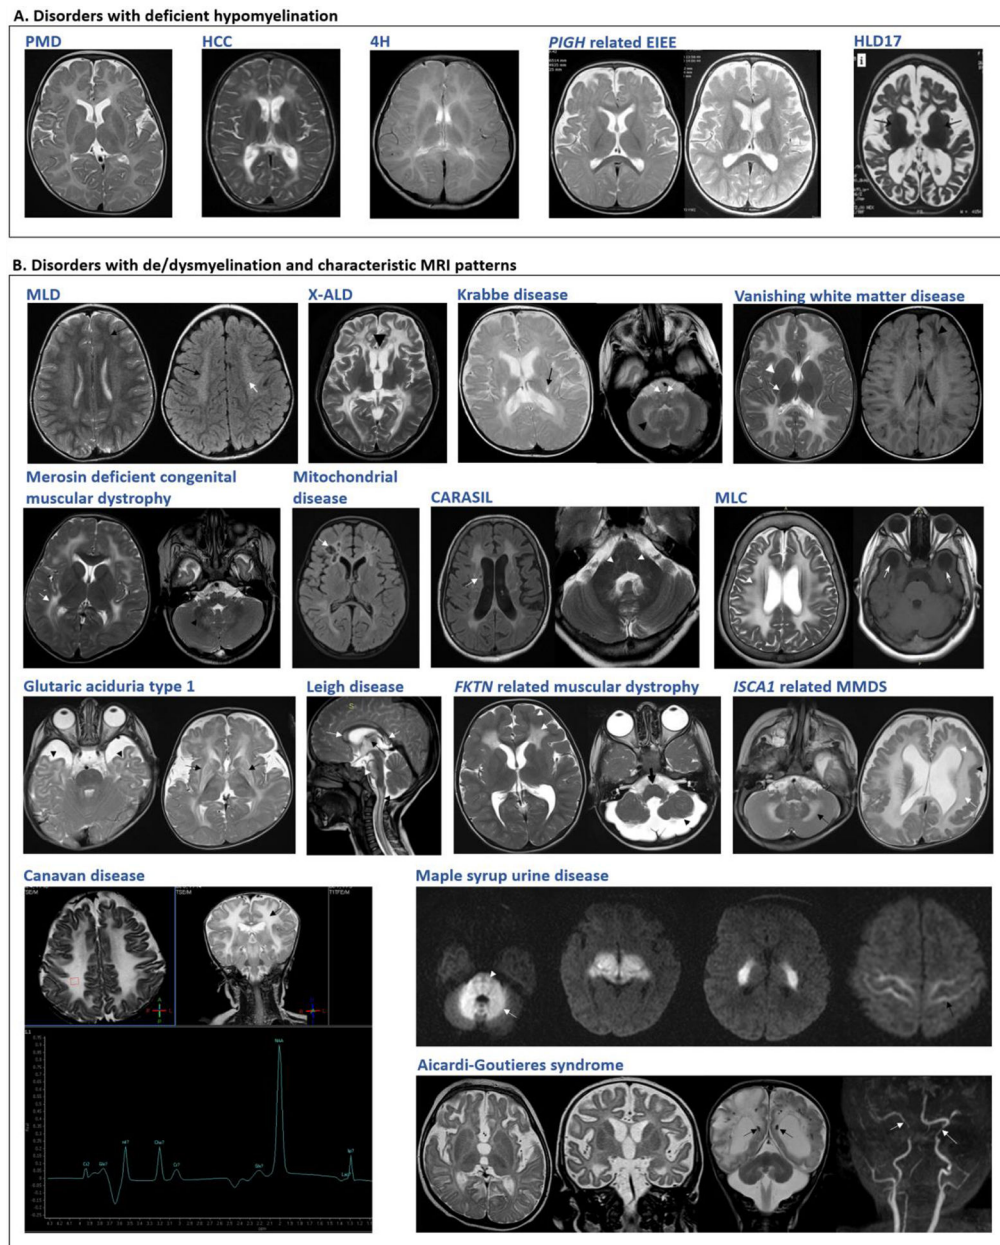 A. Disorders with deficient hypomyelination
PMD
HCC
4H
PIGH related EIEE
HLD17
B. Disorders with de/dysmyelination and characteristic MRI patterns
MLD
X-ALD
Krabbe disease
Vanishing white matter disease
Merosin deficient congenital
muscular dystrophy
Mitochondrial
disease
CARASIL
MLC
Glutaric aciduria type 1
Leigh disease
FKTN related muscular dystrophy
ISCA1 related MMDS
Canavan disease
Maple syrup urine disease
Aicardi-Goutieres syndrome